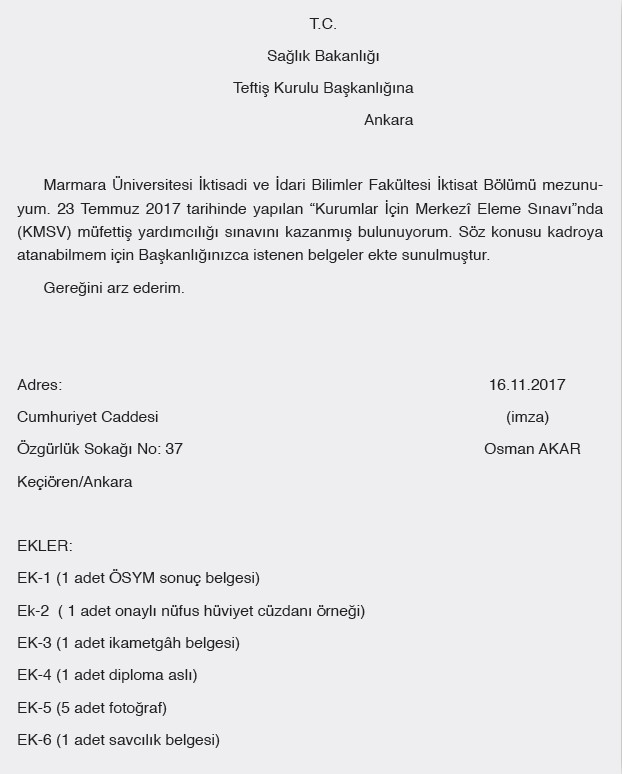 T.C.
Sağlık Bakanlığı
Teftiş Kurulu Başkanlığına
Ankara
Marmara Üniversitesi İktisadi ve İdari Bilimler Fakültesi İktisat Bölümü mezunu-
yum. 23 Temmuz 2017 tarihinde yapılan “Kurumlar İçin Merkezî Eleme Sınavı”nda
(KMSV) müfettiş yardımcılığı sınavını kazanmış bulunuyorum. Söz konusu kadroya
atanabilmem için Başkanlığınızca istenen belgeler ekte sunulmuştur.
Gereğini arz ederim.
Adres: 16.11.2017
Cumhuriyet Caddesi (imza)
Özgürlük Sokağı No: 37 Osman AKAR
Keçiören/Ankara
EKLER:
EK-1 (1 adet ÖSYM sonuç belgesi)
Ek-2 ( 1 adet onaylı nüfus hüviyet cüzdanı örneği)
EK-3 (1 adet ikametgâh belgesi)
EK-4 (1 adet diploma aslı)
EK-5 (5 adet fotoğraf)
EK-6 (1 adet savcılık belgesi)